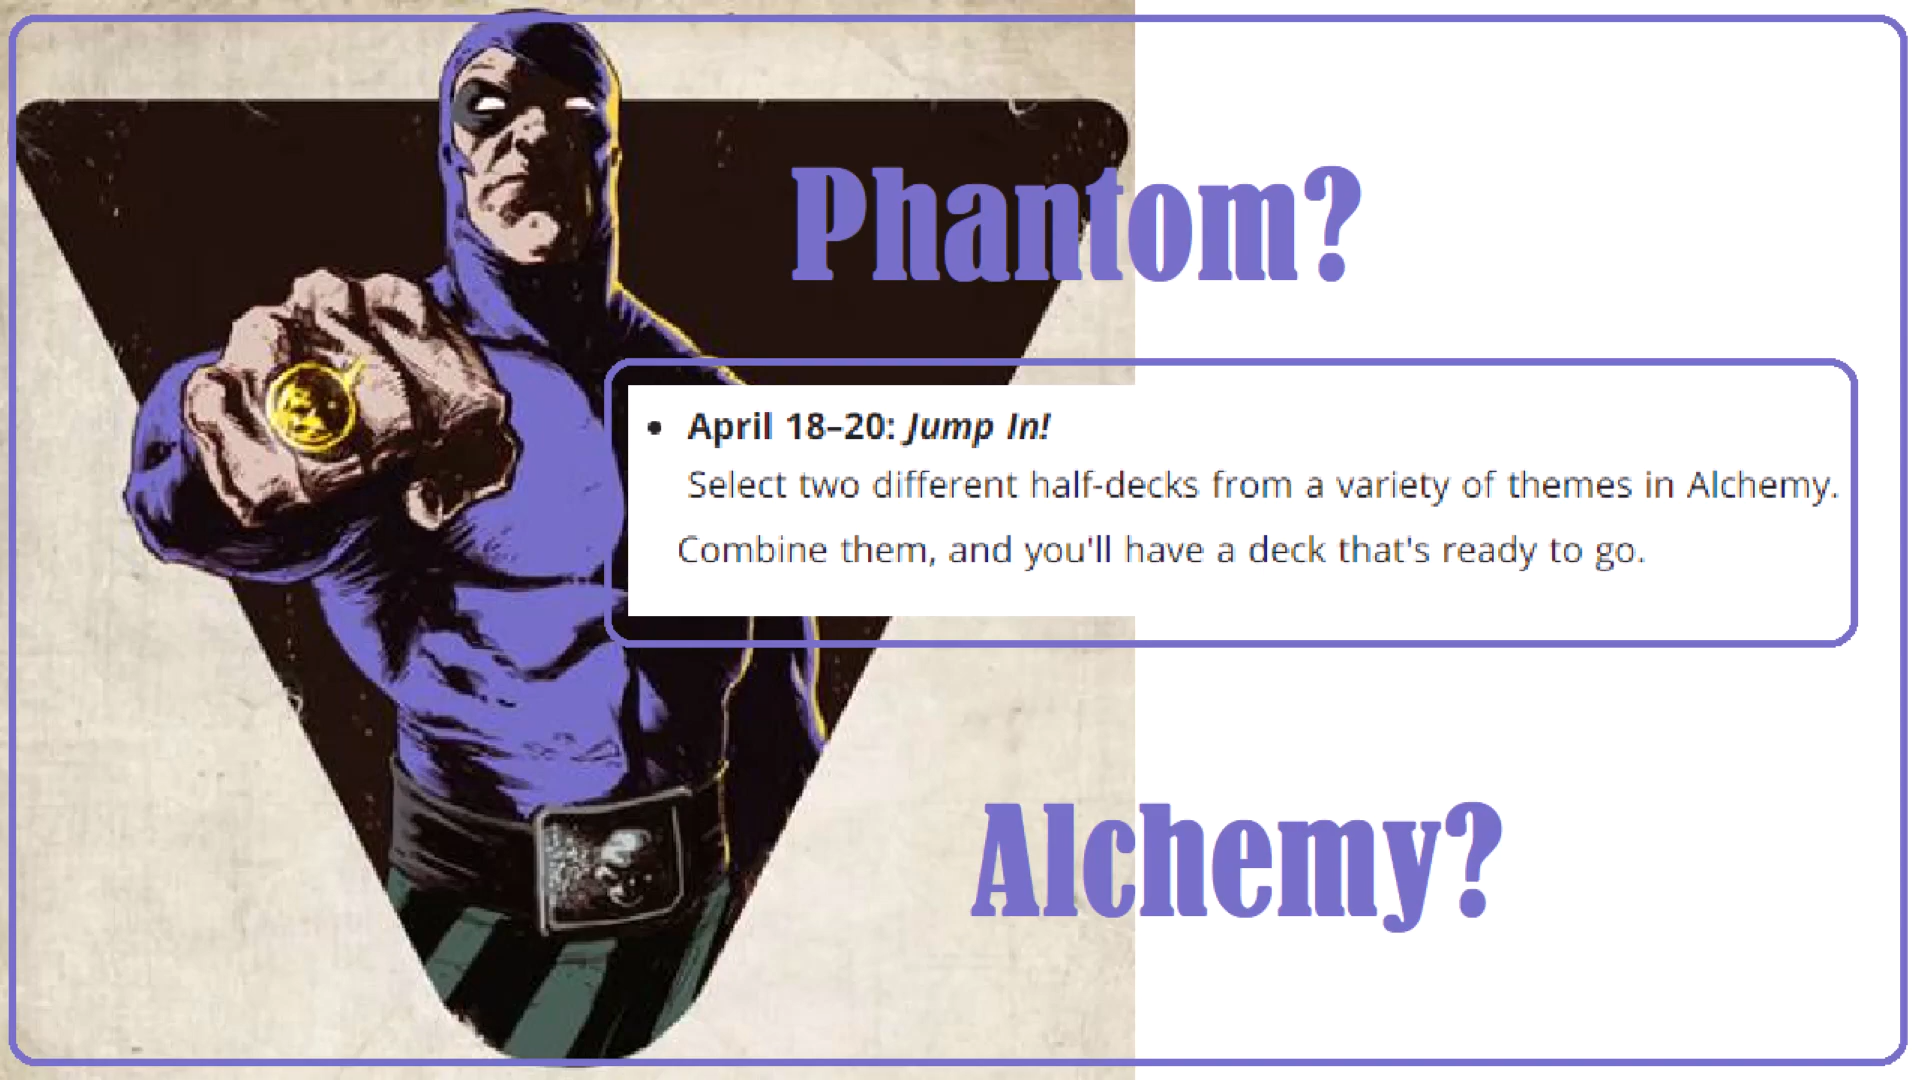 Phantom?
• April 18–20: Jump In!
Select two different half-decks from a variety of themes in Alchemy.
Combine them, and you'll have a deck that's ready to go.
Alchemy?